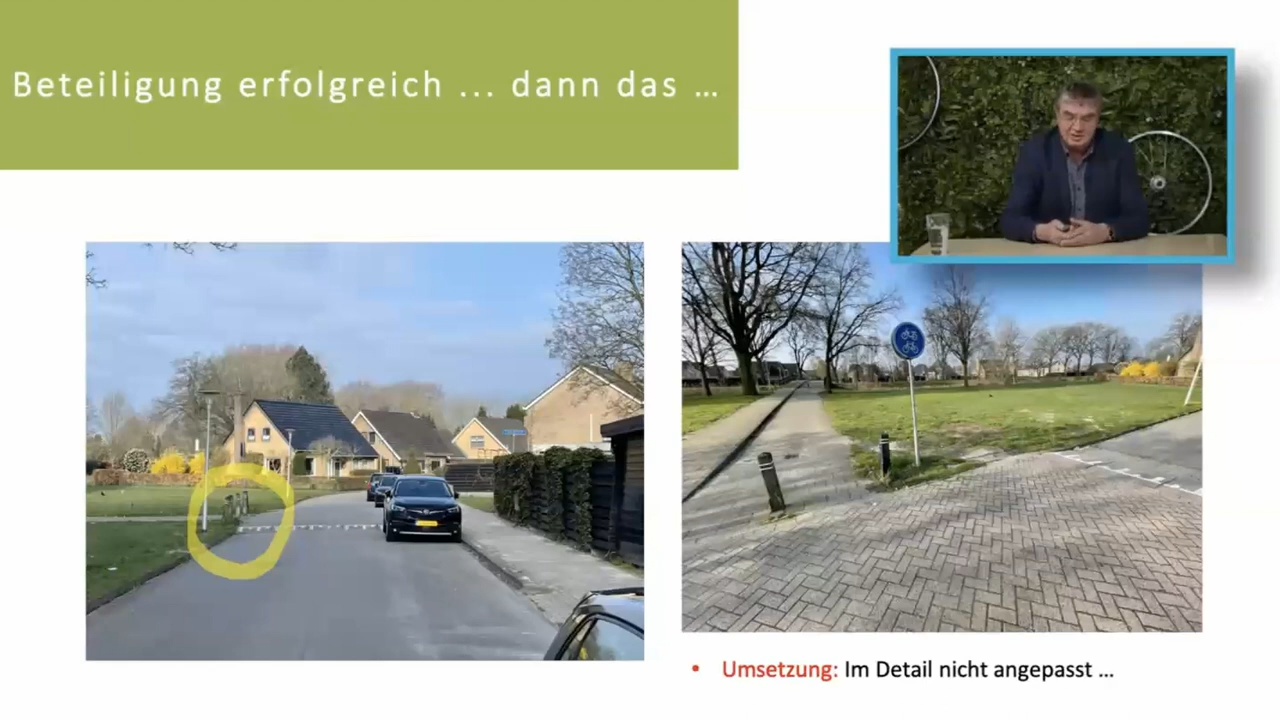 Beteiligung erfolgreich ... dann das ...
• Umsetzung: Im Detail nicht angepasst ...